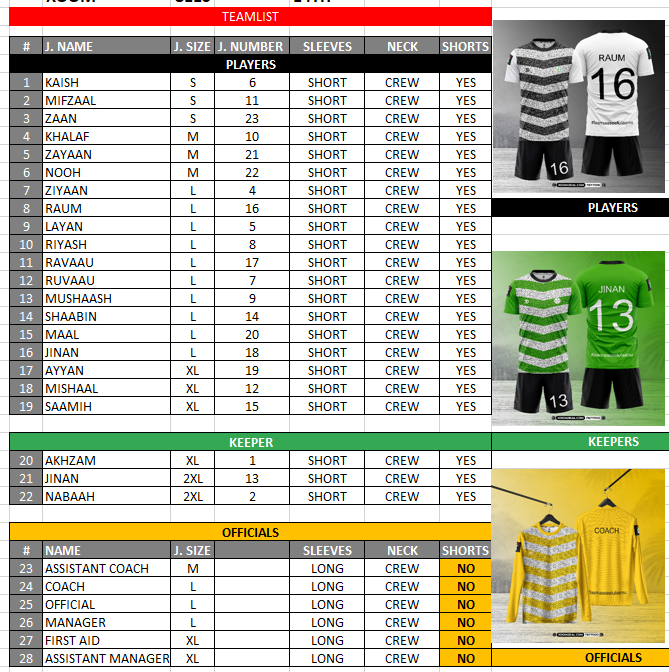 TEAMLIST
# J. NAME J. SIZE J. NUMBER SLEEVES NECK SHORTS
PLAYERS
1 KAISH S 6 SHORT CREW YES
2 MIFZAAL S 11 SHORT CREW YES
3 ZAAN S 23 SHORT CREW YES
4 KHALAF M 10 SHORT CREW YES
5 ZAYAAN M 21 SHORT CREW YES
6 NOOH M 22 SHORT CREW YES
7 ZIYAAN L 4 SHORT CREW YES
8 RAUM L 16 SHORT CREW YES
9 LAYAN L 5 SHORT CREW YES
10 RIYASH L 8 SHORT CREW YES
11 RAVAAU L 17 SHORT CREW YES
12 RUVAAU L 7 SHORT CREW YES
13 MUSHAASH L 9 SHORT CREW YES
14 SHAABIN L 14 SHORT CREW YES
15 MAAL L 20 SHORT CREW YES
16 JINAN L 18 SHORT CREW YES
17 AYYAN XL 19 SHORT CREW YES
18 MISHAAL XL 12 SHORT CREW YES
19 SAAMIH XL 15 SHORT CREW YES
KEEPER
20 AKHZAM XL 1 SHORT CREW YES
21 JINAN 2XL 13 SHORT CREW YES
22 NABAAH 2XL 2 SHORT CREW YES
OFFICIALS
# NAME J. SIZE SLEEVES NECK SHORTS
23 ASSISTANT COACH M LONG CREW NO
24 COACH L LONG CREW NO
25 OFFICIAL L LONG CREW NO
26 MANAGER L LONG CREW NO
27 FIRST AID XL LONG CREW NO
28 ASSISTANT MANAGER XL LONG CREW NO
RAUM
16
16
PLAYERS
JINAN
13
13
KEEPERS
COACH
OFFICIALS